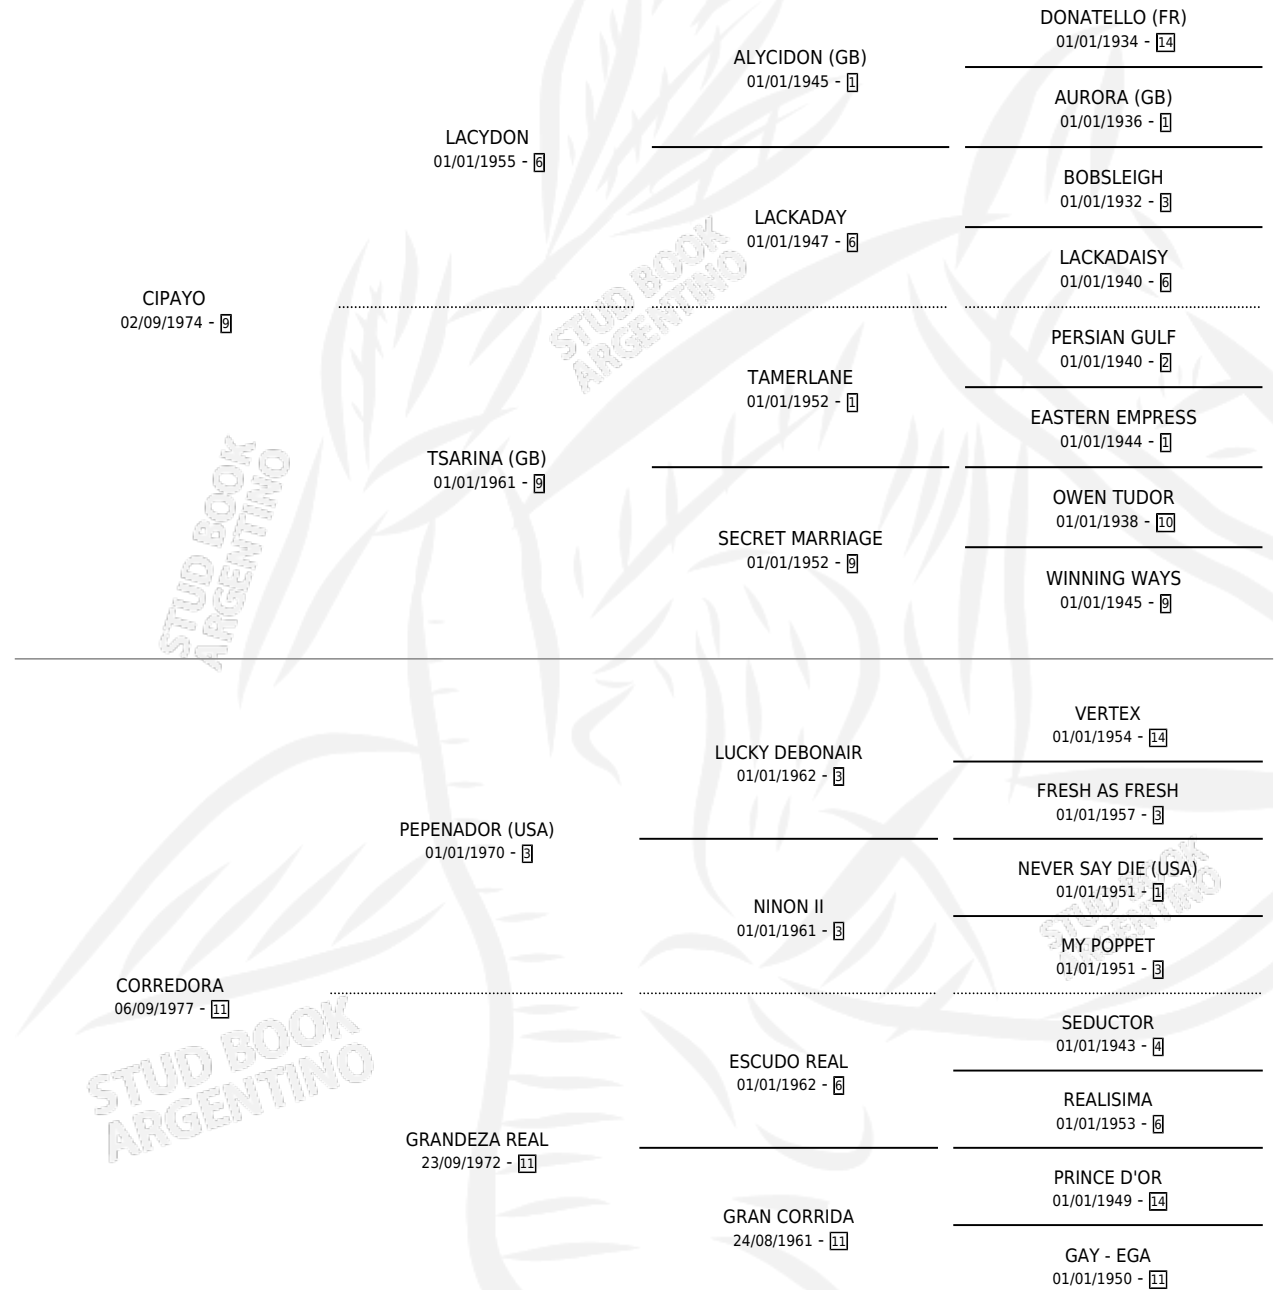 DONATELLO (FR)
01/01/1934 - 14
ALYCIDON (GB)
01/01/1945 - 1
AURORA (GB)
01/01/1936 - 1
LACYDON
01/01/1955 - 6
BOBSLEIGH
01/01/1932 - 3
LACKADAY
01/01/1947 - 6
LACKADAISY
01/01/1940 - 6
CIPAYO
02/09/1974 - 9
PERSIAN GULF
01/01/1940 - 2
TAMERLANE
01/01/1952 - 1
EASTERN EMPRESS
01/01/1944 - 1
TSARINA (GB)
01/01/1961 - 9
OWEN TUDOR
01/01/1938 - 10
SECRET MARRIAGE
01/01/1952 - 9
WINNING WAYS
01/01/1945 - 9
VERTEX
01/01/1954 - 14
LUCKY DEBONAIR
01/01/1962 - 3
FRESH AS FRESH
01/01/1957 - 3
PEPENADOR (USA)
01/01/1970 - 3
NEVER SAY DIE (USA)
01/01/1951 - 1
NINON II
01/01/1961 - 3
MY POPPET
01/01/1951 - 3
CORREDORA
06/09/1977 - 11
SEDUCTOR
01/01/1943 - 4
ESCUDO REAL
01/01/1962 - 6
REALISIMA
01/01/1953 - 6
GRANDEZA REAL
23/09/1972 - 11
PRINCE D'OR
01/01/1949 - 14
GRAN CORRIDA
24/08/1961 - 11
GAY - EGA
01/01/1950 - 11
STUD BOOK
ARGENTINO
STUD BOOK
ARGENTINO
STUD BOOK
ARGENTINO
STUD BOOK
ARGENTINO